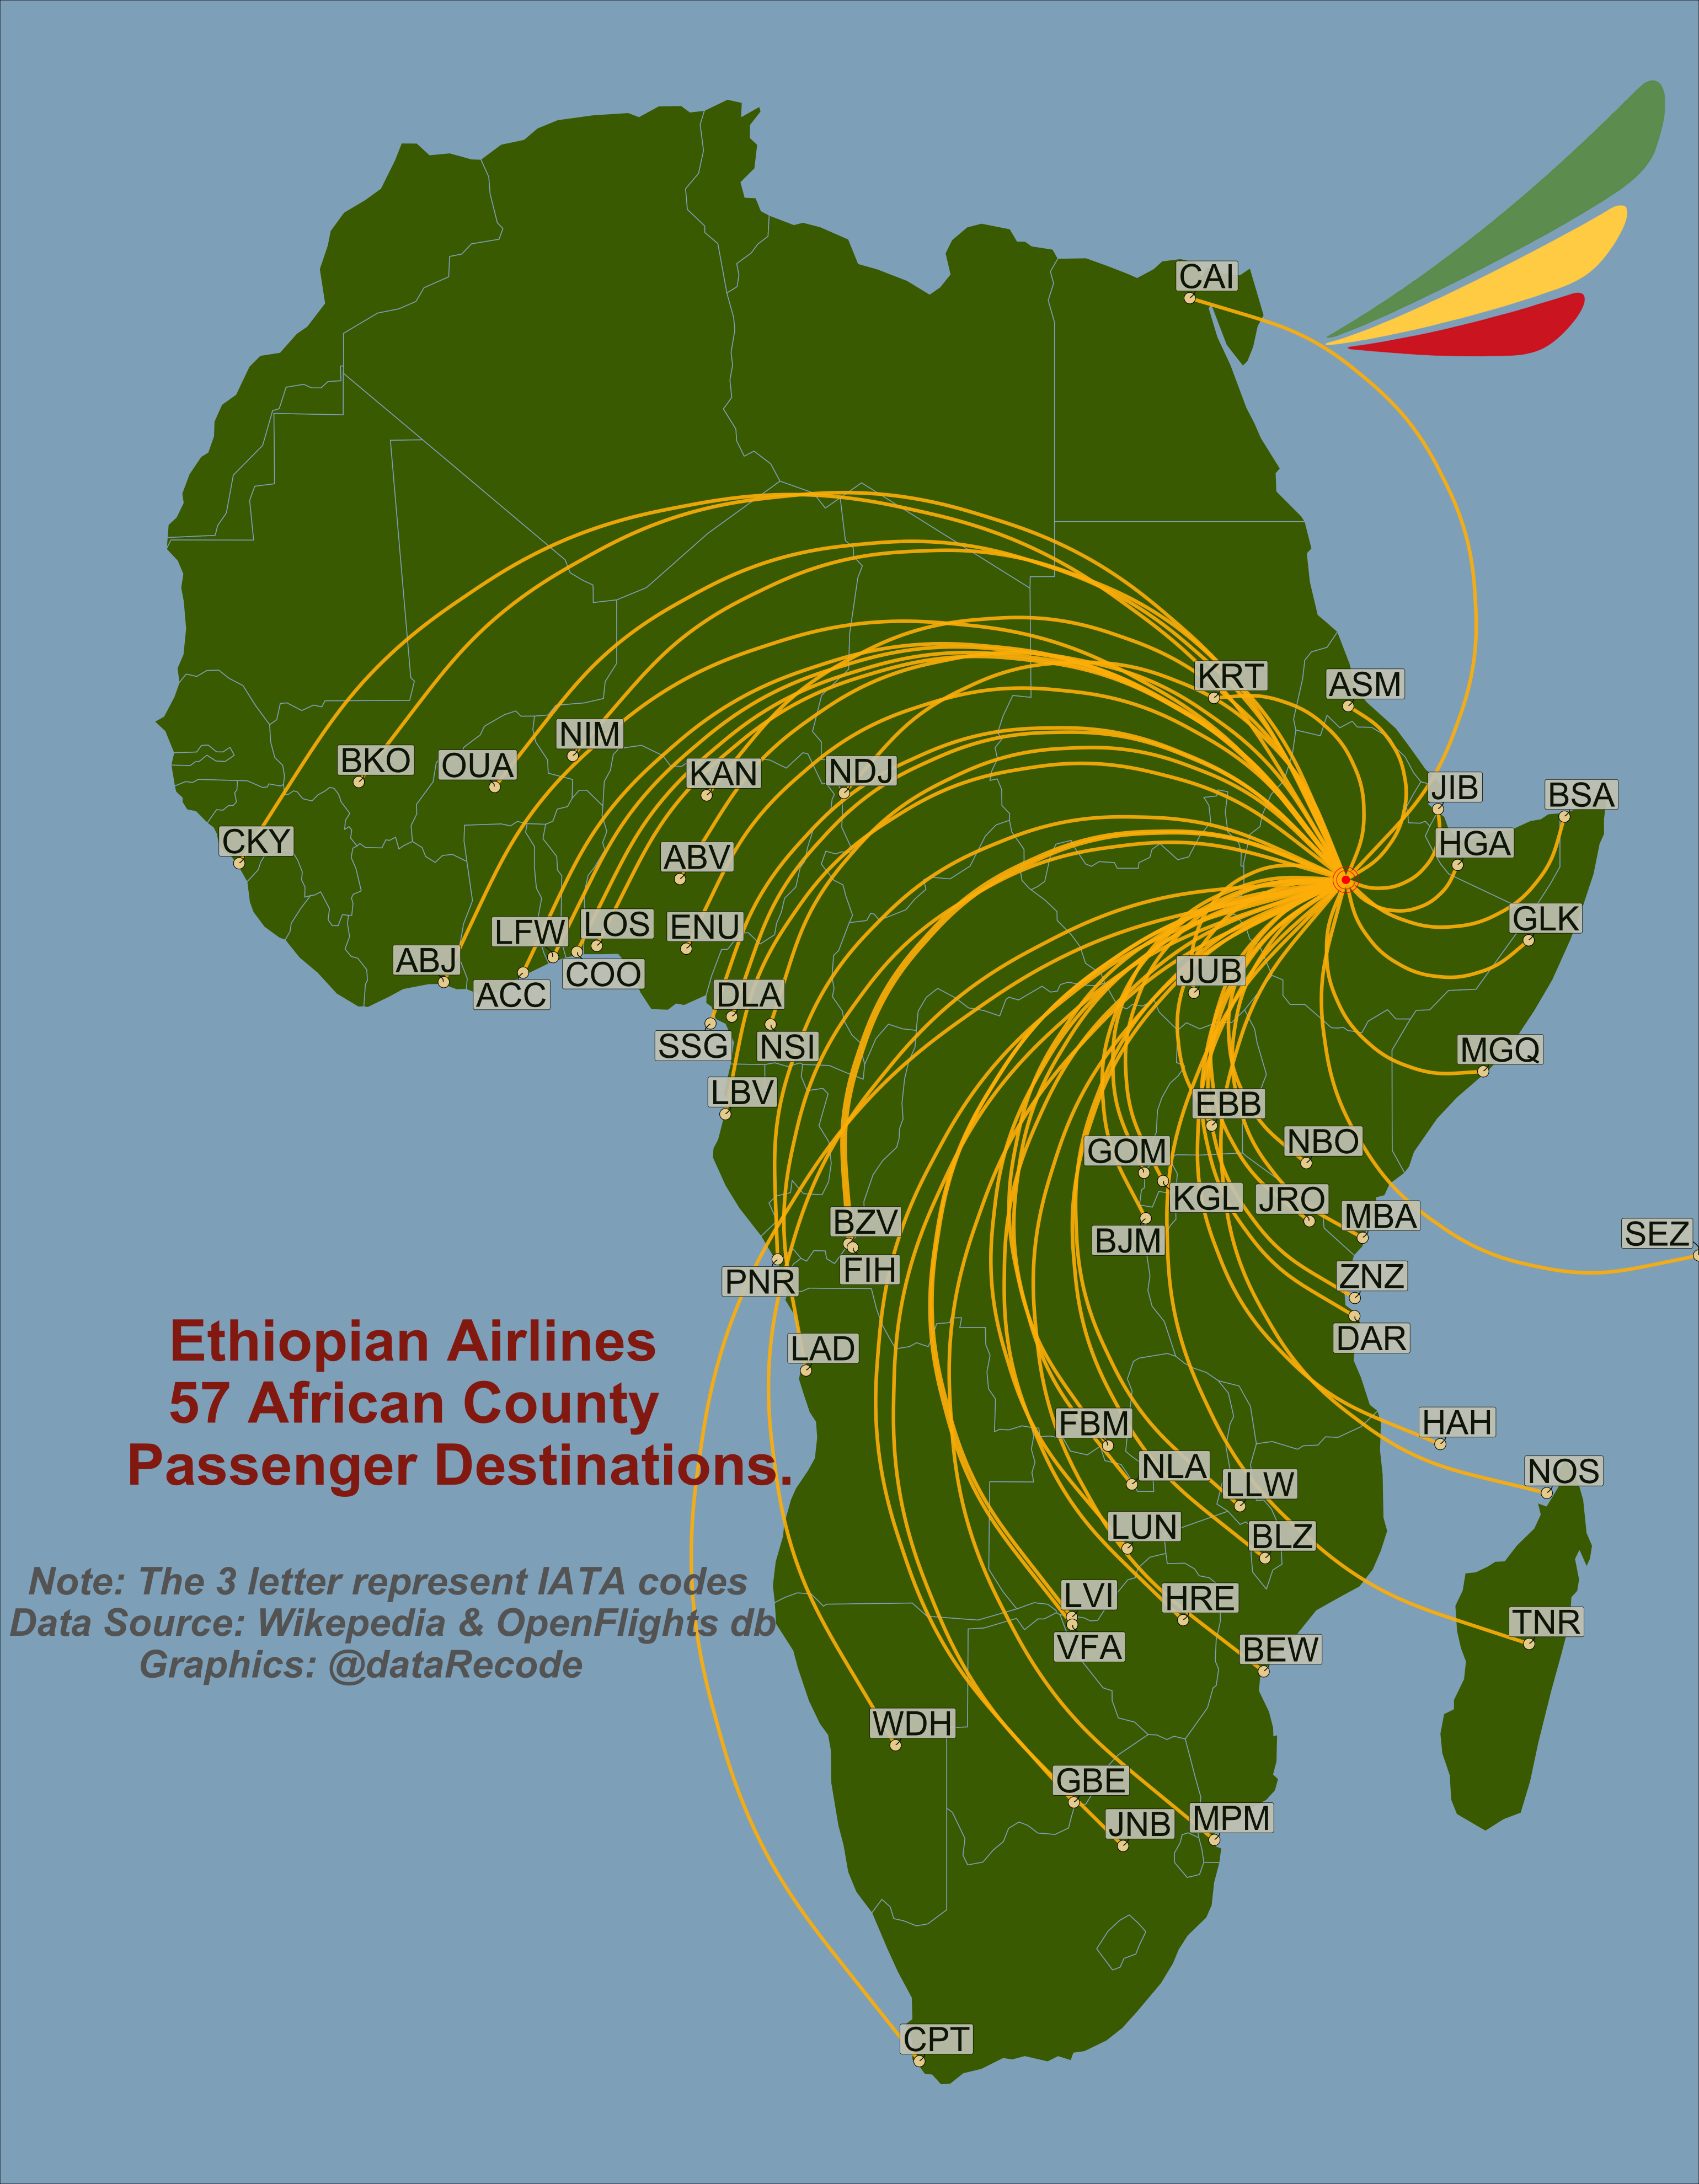 CAI
KRT
ASM
NIM
BKO
OUA
KAN
NDJ
JIB
BSA
CKY
HGA
ABV
GLK
LFW
LOS
ENU
ABJ
COO
JUB
ACC
DLA
SSG
NSI
MGQ
LBV
EBB
NBO
GOM
KGL
JRO
MBA
BZV
SEZ
BJM
FIH
PNR
ZNZ
DAR
LAD
Ethiopian Airlines
57 African County
Passenger Destinations.
FBM
HAH
NLA
NOS
LLW
LUN
BLZ
Note: The 3 letter represent IATA codes
LVI
HRE
Data Source: Wikepedia & OpenFlights db
TNR
VFA
BEW
Graphics: @dataRecode
WDH
GBE
JNB
MPM
CPT